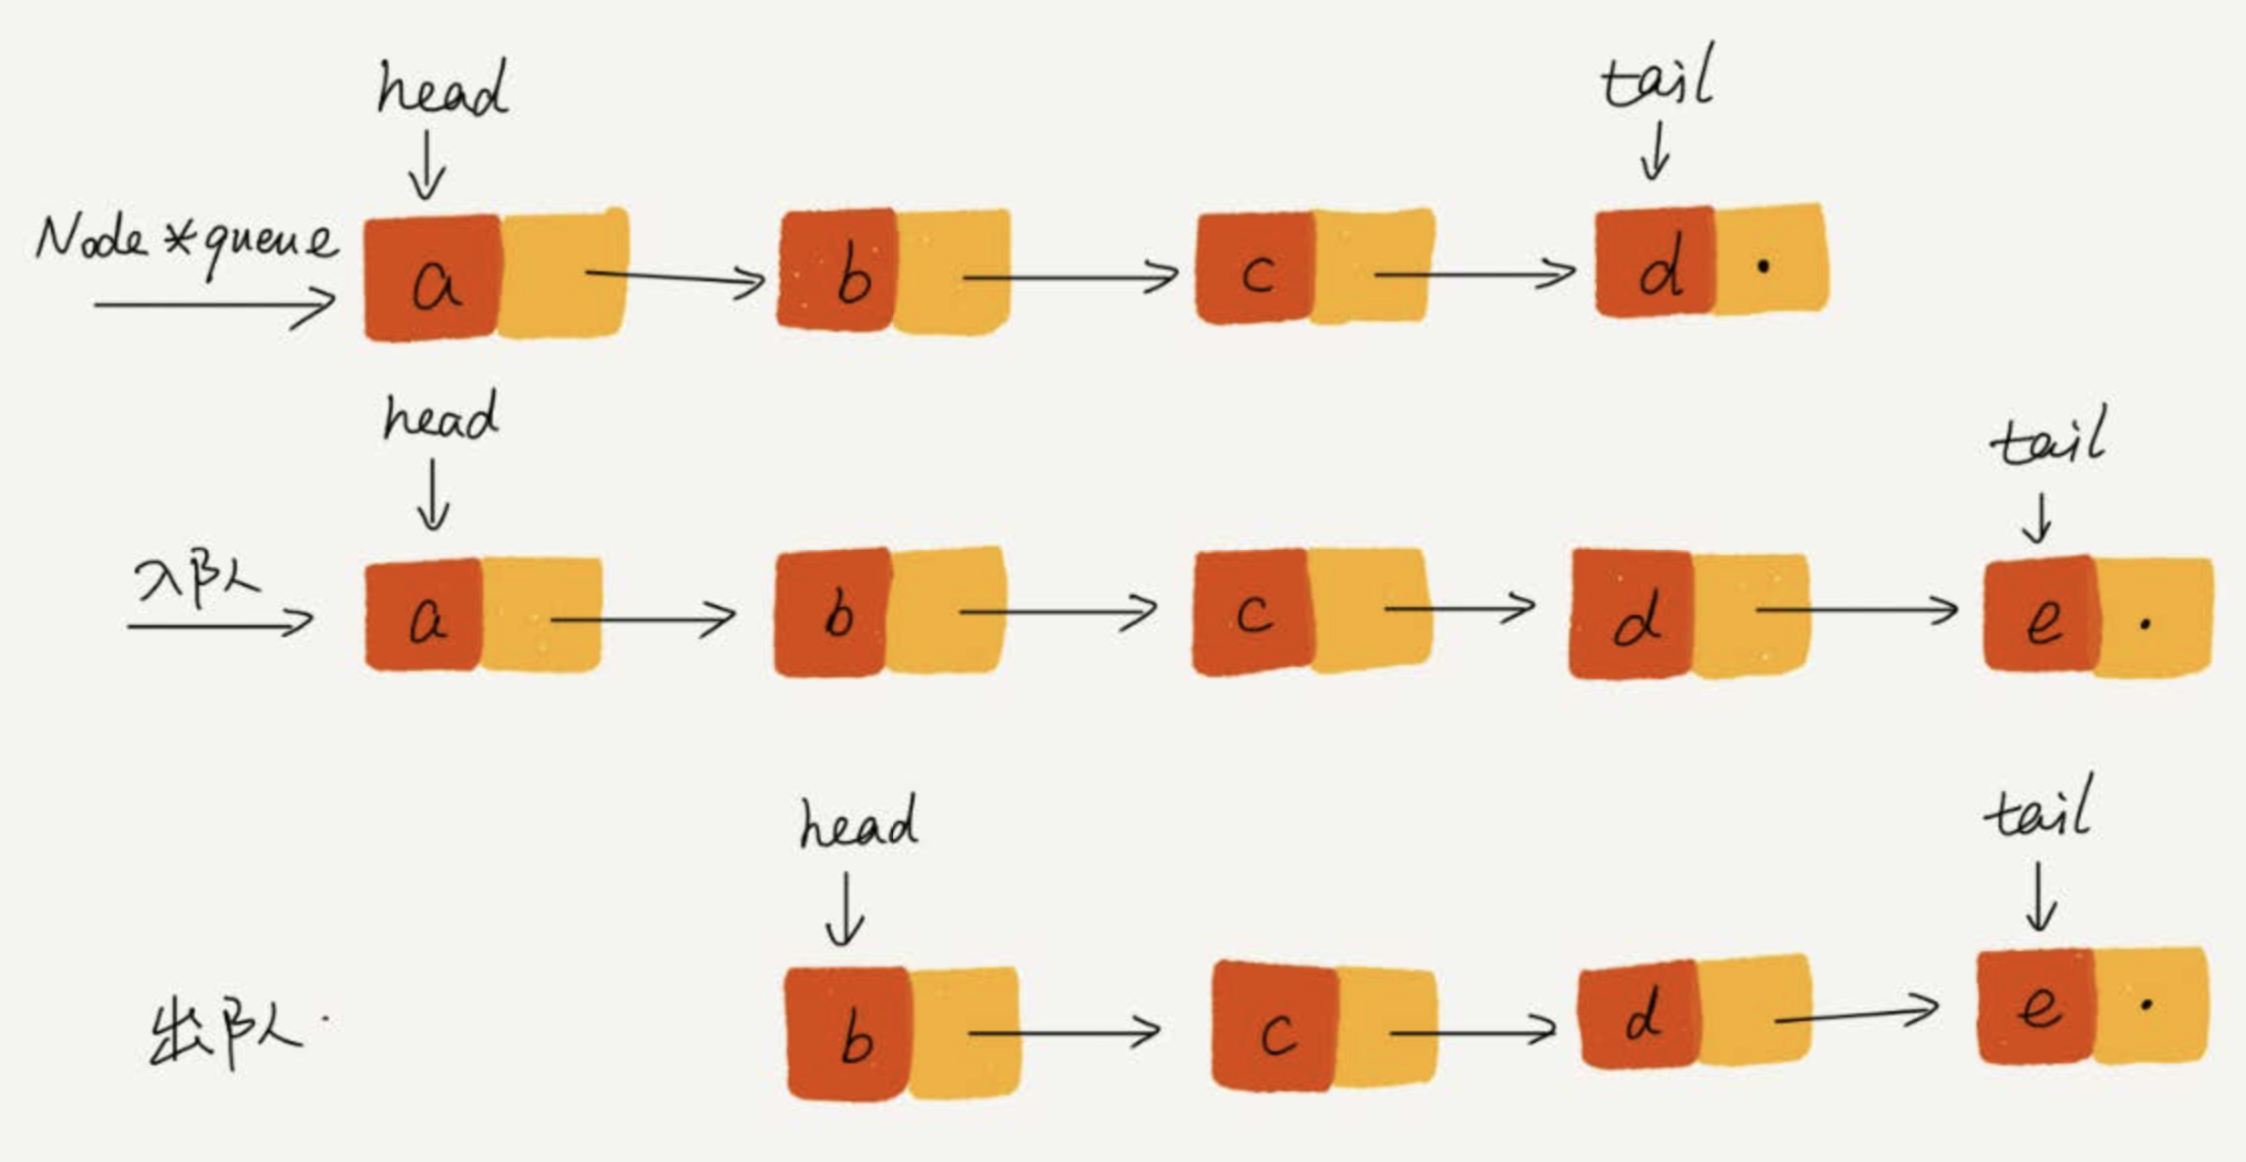 head tail
Node *queue
a b c d
head tail
入队
a b c d e
head tail
出队
b c d e